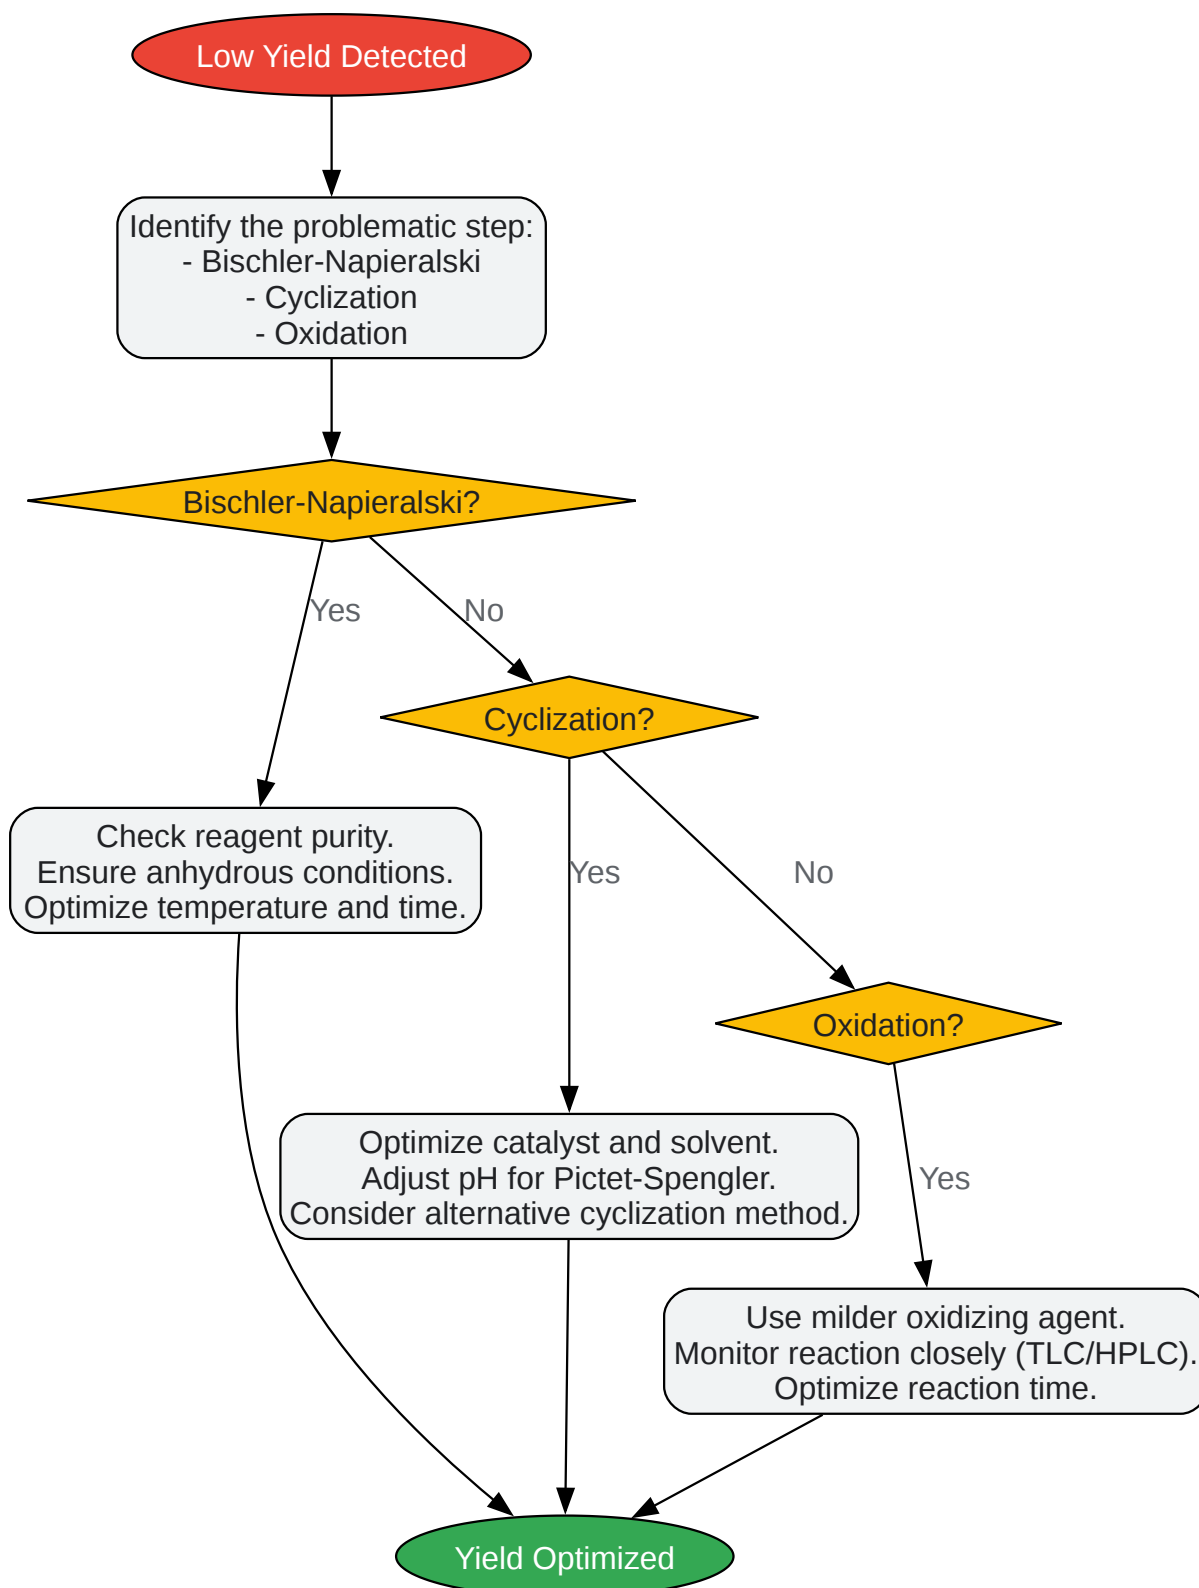 Low Yield Detected
Identify the problematic step:
- Bischler-Napieralski
- Cyclization
- Oxidation
Bischler-Napieralski?
Yes
No
Cyclization?
Check reagent purity.
Ensure anhydrous conditions.
Optimize temperature and time.
Yes
No
Oxidation?
Optimize catalyst and solvent.
Adjust pH for Pictet-Spengler.
Consider alternative cyclization method.
Yes
Use milder oxidizing agent.
Monitor reaction closely (TLC/HPLC).
Optimize reaction time.
Yield Optimized